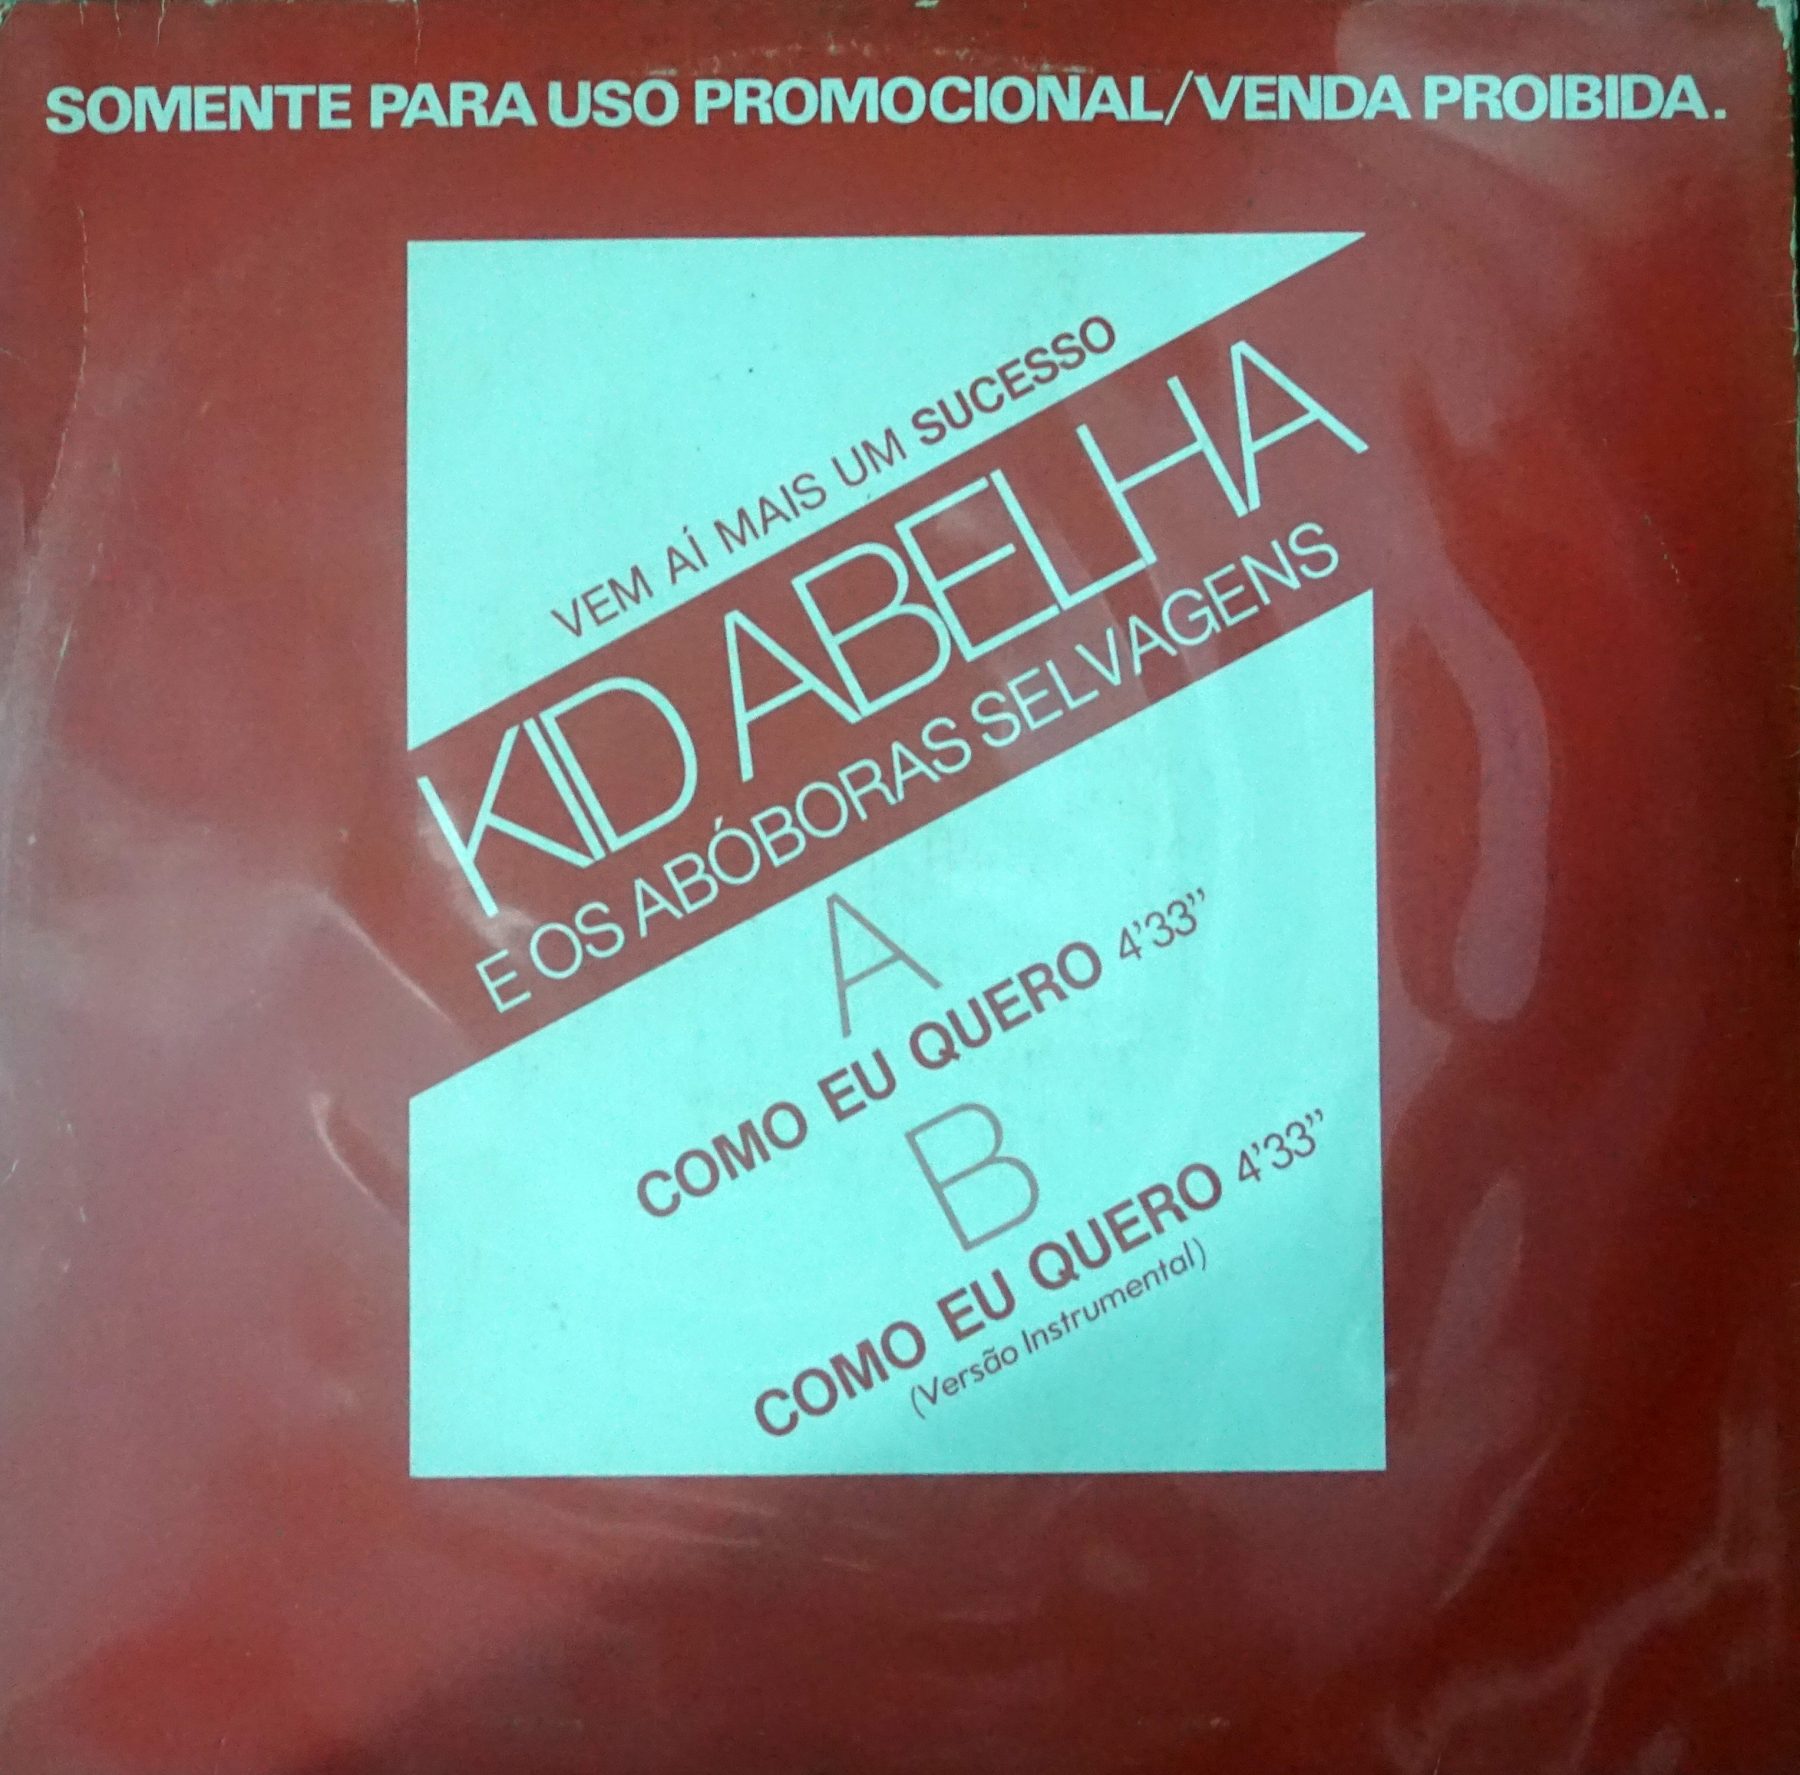 SOMENTE PARA USO PROMOCIONAL/VENDA PROIBIDA.
VEM AÍ MAIS UM SUCESSO
KID ABELHA
E OS ABÓBORAS SELVAGENS
A
COMO EU QUERO 4'33"
B
COMO EU QUERO 4'33"
(Versão Instrumental)